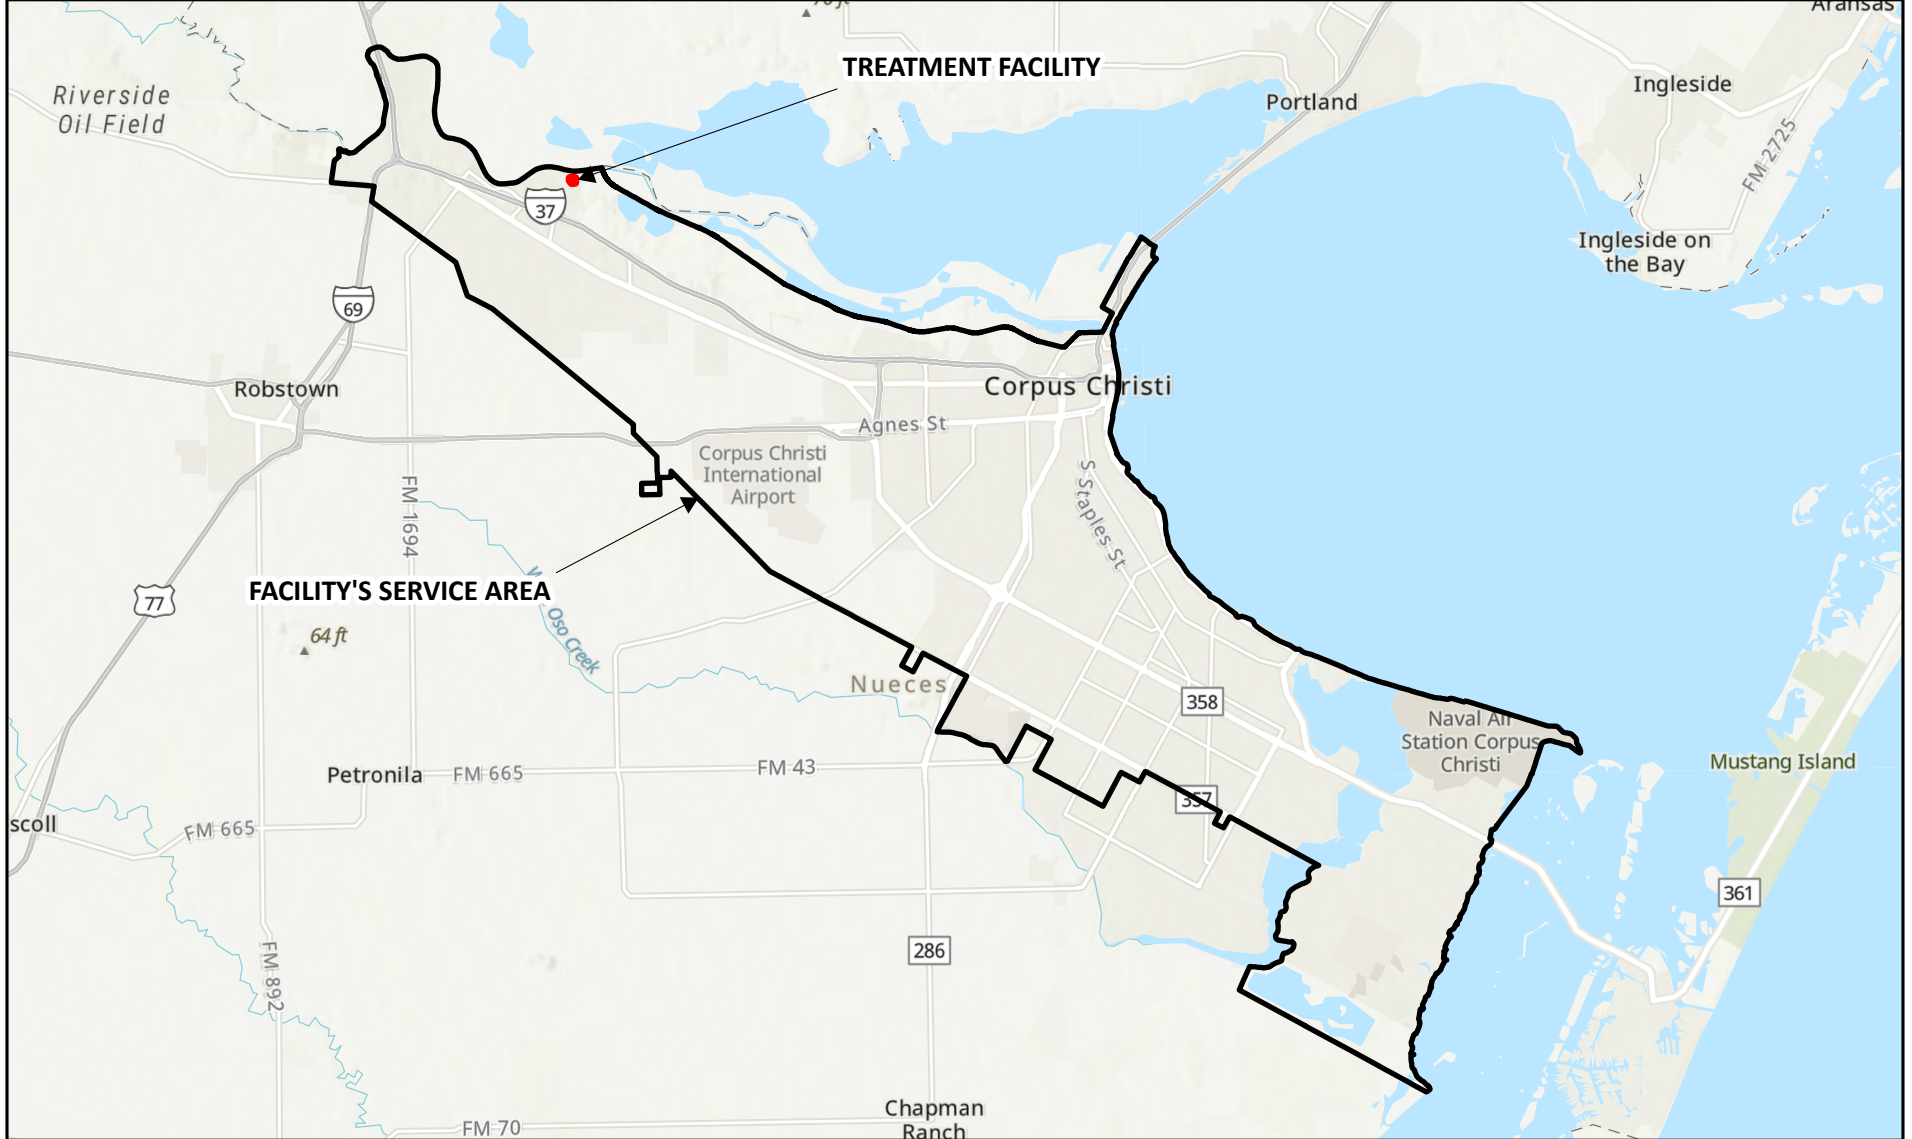 Aransas
TREATMENT FACILITY
Riverside
Oil Field
Portland
Ingleside
FM 2725
37
Ingleside on
the Bay
69
Robstown
Corpus Christi
Agnes St
Corpus Christi
International
Airport
S Staples St
FM 1694
FACILITY'S SERVICE AREA
77
Oso Creek
64 ft
Nueces
358
Naval Air
Station Corpus
Christi
Mustang Island
Petronila
FM 665
FM 43
357
scoll
FM 665
361
286
FM 892
Chapman
Ranch
FM 70